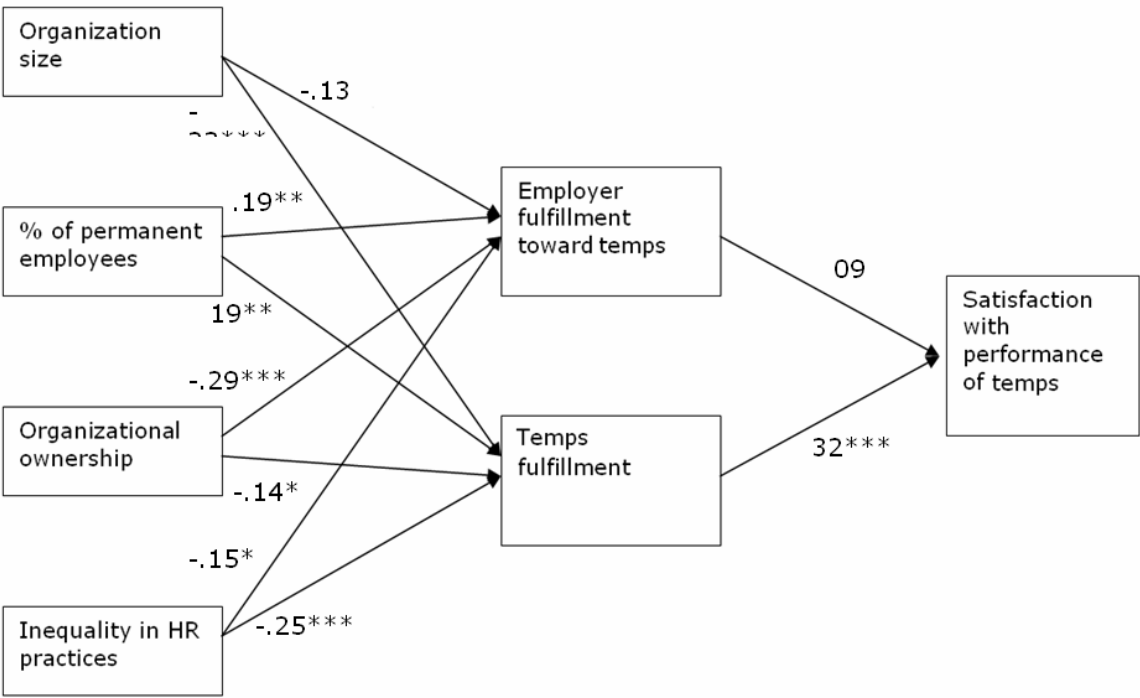 Organization
size
-.13
-
% of permanent
employees
.19**
19**
Employer
fulfillment
toward temps
09
Satisfaction
with
performance
of temps
-.29***
Organizational
ownership
-.14*
Temps
fulfillment
32***
-.15*
Inequality in HR
practices
-.25***